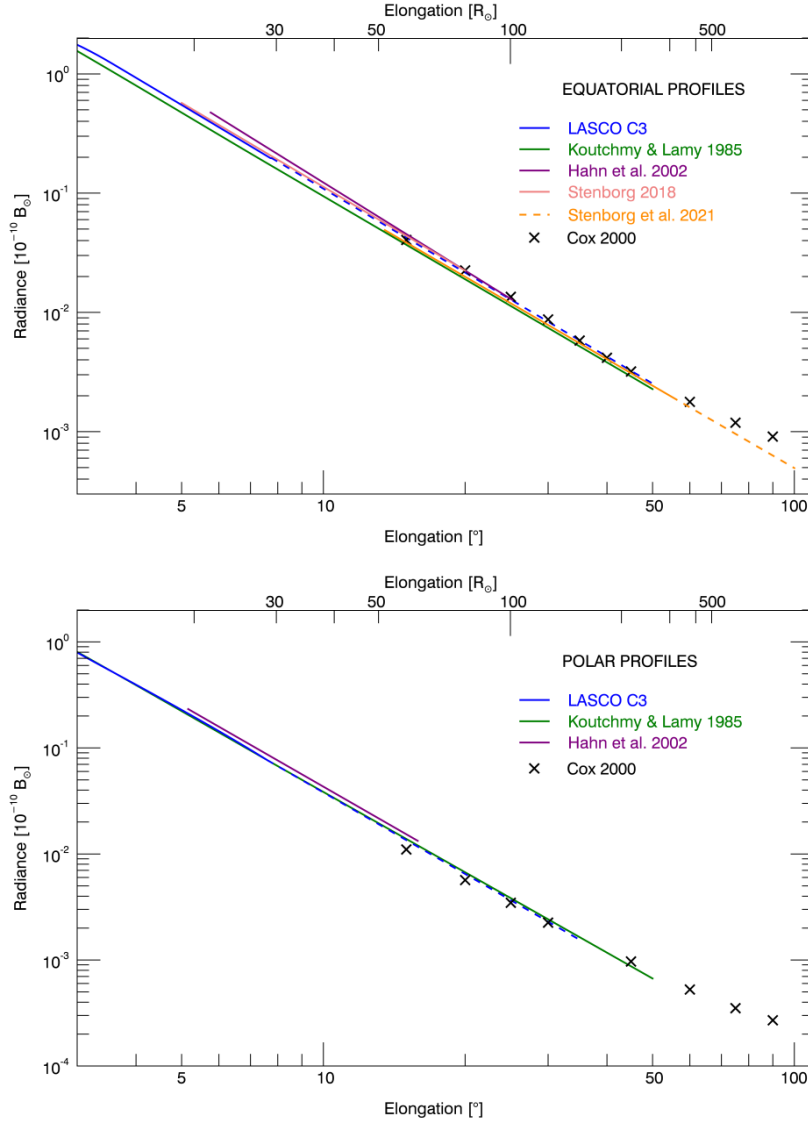 Elongation [R☉]
30 50 100 500
EQUATORIAL PROFILES
LASCO C3
Koutchmy & Lamy 1985
Hahn et al. 2002
Stenborg 2018
Stenborg et al. 2021
Cox 2000
Radiance [10⁻¹⁰ B☉]
10⁰
10⁻¹
10⁻²
10⁻³
5 10 50 100
Elongation [°]
Elongation [R☉]
30 50 100 500
POLAR PROFILES
LASCO C3
Koutchmy & Lamy 1985
Hahn et al. 2002
Cox 2000
Radiance [10⁻¹⁰ B☉]
10⁰
10⁻¹
10⁻²
10⁻³
10⁻⁴
5 10 50 100
Elongation [°]